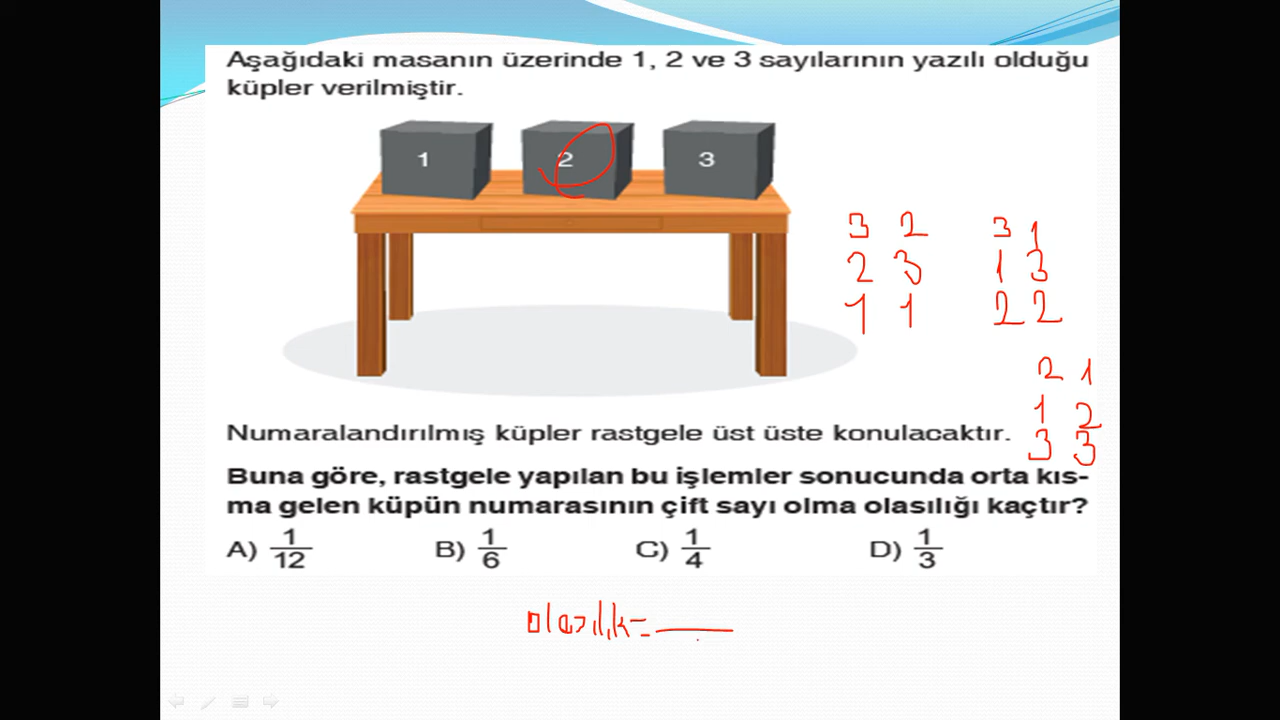 Aşağıdaki masanın üzerinde 1, 2 ve 3 sayılarının yazılı olduğu
küpler verilmiştir.
1 2 3
3 2 3 1
2 3 1 3
1 1 2 2
2 1
1 2
3 3
Numaralandırılmış küpler rastgele üst üste konulacaktır.
Buna göre, rastgele yapılan bu işlemler sonucunda orta kıs-
ma gelen küpün numarasının çift sayı olma olasılığı kaçtır?
A) 1/12 B) 1/6 C) 1/4 D) 1/3
olasılık=